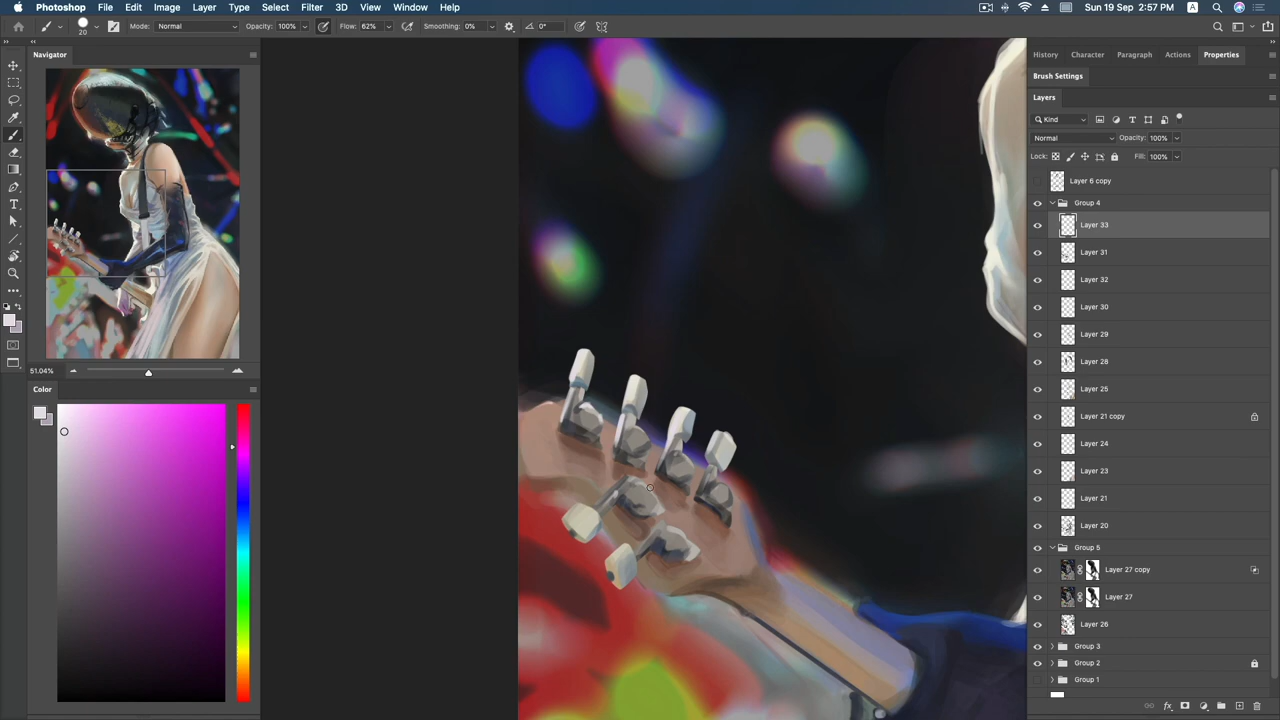 Photoshop File Edit Image Layer Type Select Filter 3D View Window Help A Sun 19 Sep 2:57 PM
20 Mode: Normal Opacity: 100% Flow: 62% Smoothing: 0% 0°
Navigator
51.04%
Color
History Character Paragraph Actions Properties
Brush Settings
Layers
Kind
Normal Opacity: 100%
Lock: Fill: 100%
Layer 6 copy
Group 4
Layer 33
Layer 31
Layer 32
Layer 30
Layer 29
Layer 28
Layer 25
Layer 21 copy
Layer 24
Layer 23
Layer 21
Layer 20
Group 5
Layer 27 copy
Layer 27
Layer 26
Group 3
Group 2
Group 1